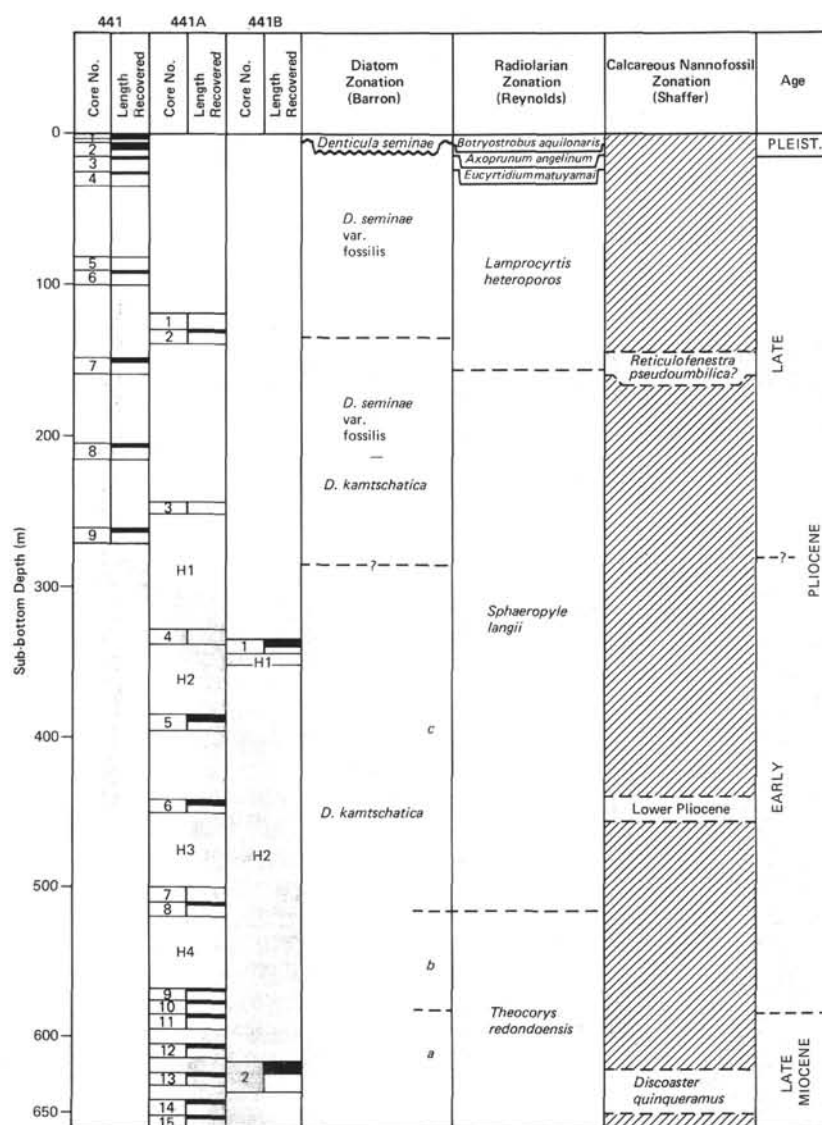 441 441A 441B
Core No.
Length Recovered
Core No.
Length Recovered
Core No.
Length Recovered
Diatom
Zonation
(Barron)
Radiolarian
Zonation
(Reynolds)
Calcareous Nannofossil
Zonation
(Shaffer)
Age
Sub-bottom Depth (m)
0
100
200
300
400
500
600
650
1
2
3
4
5
6
7
8
9
1
2
3
H1
4
H2
5
6
H3
7
8
H4
9
10
11
12
13
14
15
1
H1
H2
2
Denticula seminae
D. seminae
var.
fossilis
D. seminae
var.
fossilis
—
D. kamtschatica
?
c
D. kamtschatica
b
a
Botryostrobus aquilonaris
Axoprunum angelinum
Eucyrtidium matuyamai
Lamprocyrtis
heteroporos
Sphaeropyle
langii
Theocorys
redondoensis
Reticulofenestra
pseudoumbilica?
Lower Pliocene
Discoaster
quinqueramus
PLEIST.
LATE
?
PLIOCENE
EARLY
LATE
MIOCENE